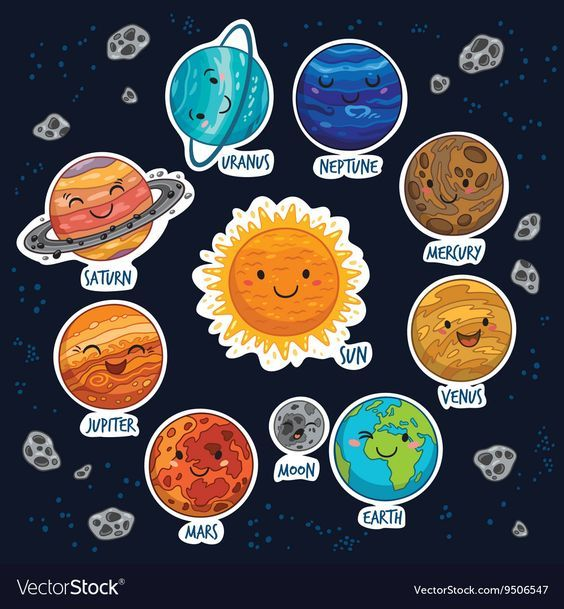 URANUS
NEPTUNE
SATURN
MERCURY
SUN
JUPITER
VENUS
MOON
MARS
EARTH
VectorStock®
VectorStock.com/9506547